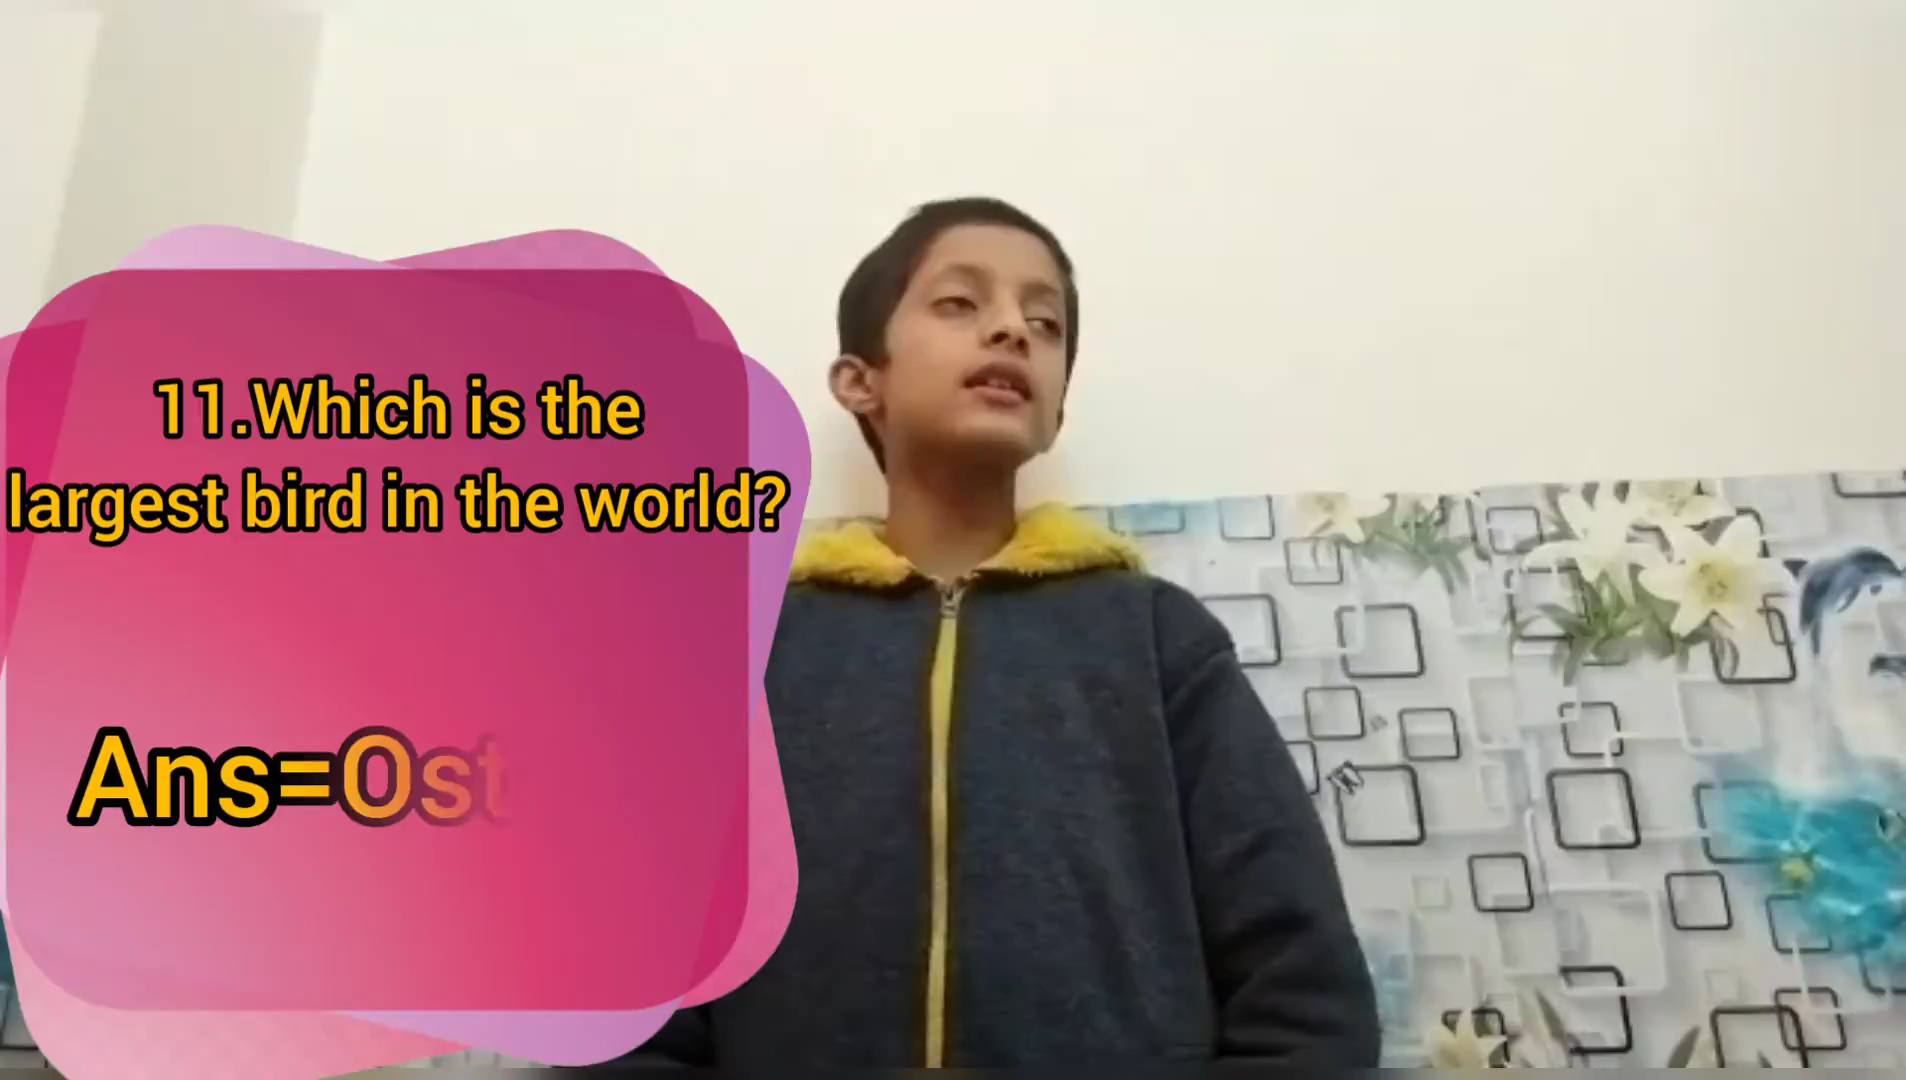 11.Which is the
largest bird in the world?
Ans=Ost